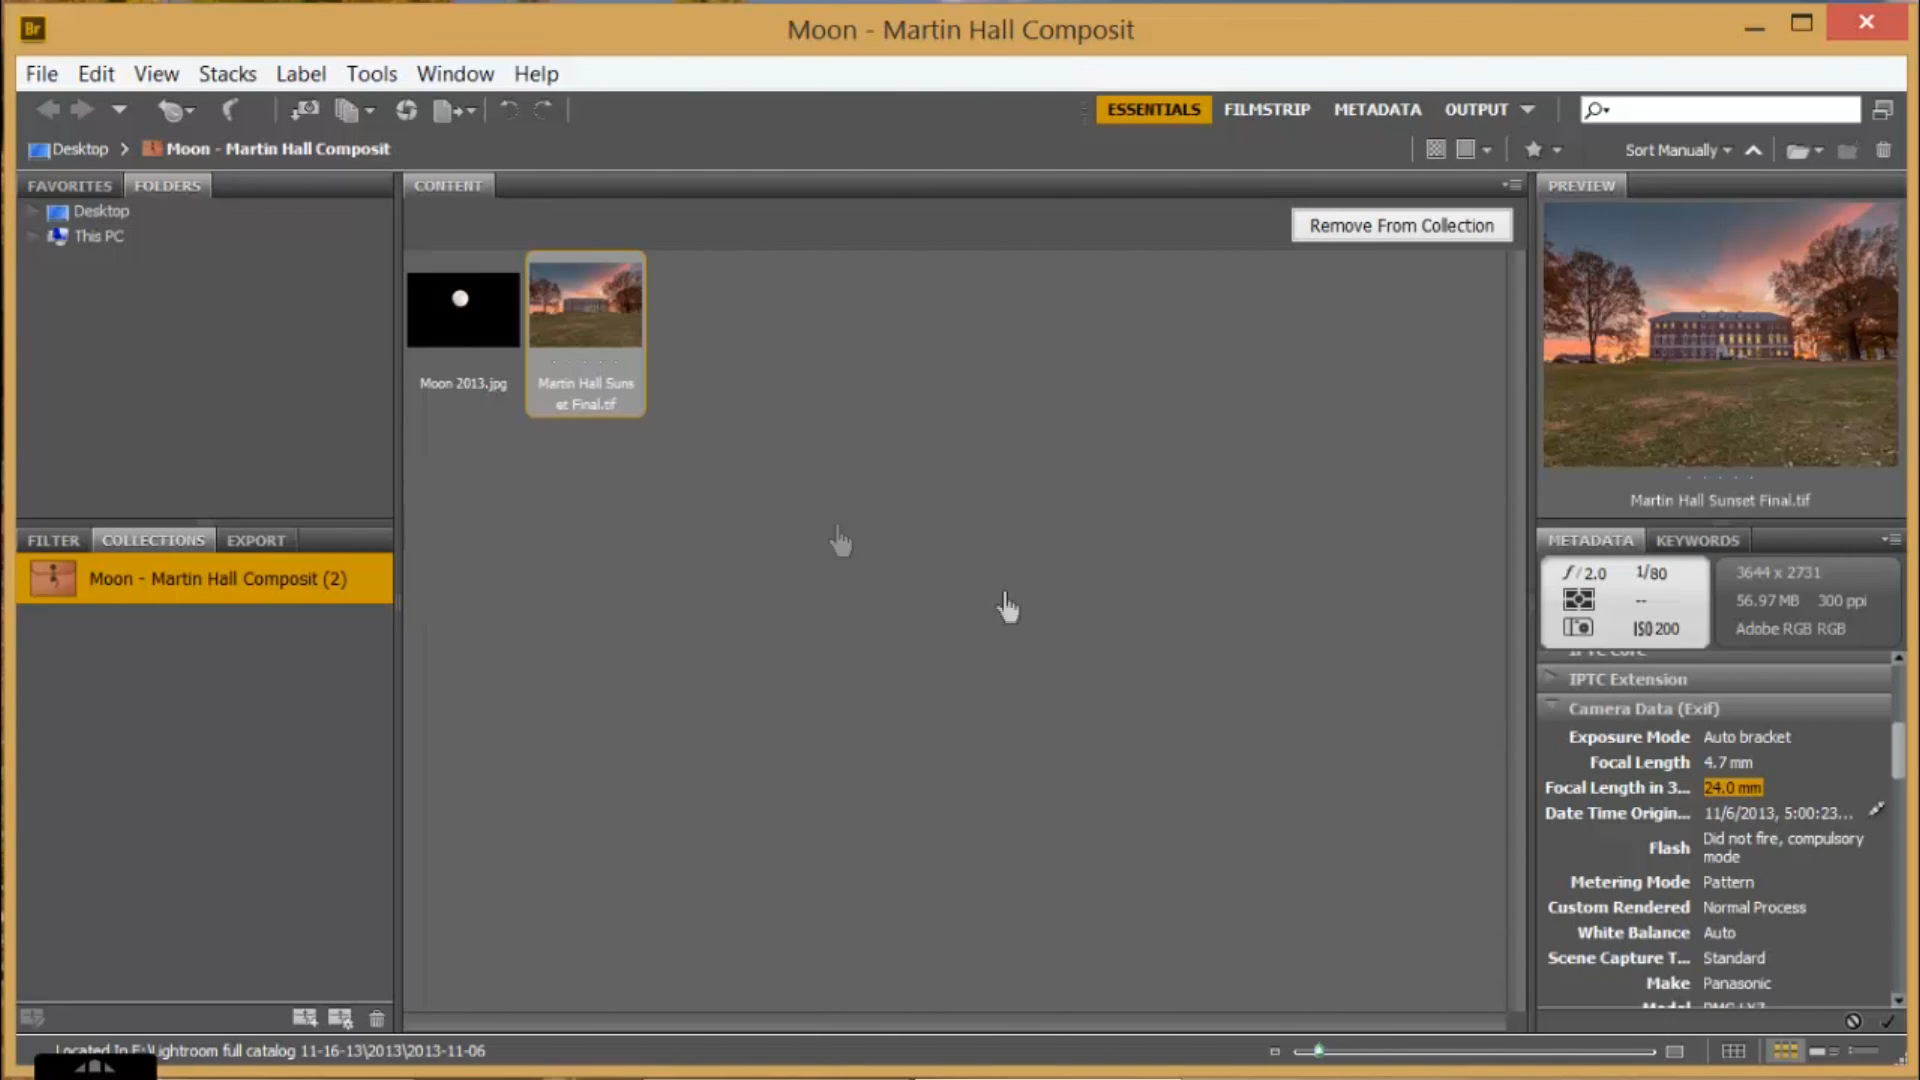 Br
Moon - Martin Hall Composit
File Edit View Stacks Label Tools Window Help
ESSENTIALS FILMSTRIP METADATA OUTPUT
Desktop Moon - Martin Hall Composit
Sort Manually
FAVORITES FOLDERS
Desktop
This PC
CONTENT
Remove From Collection
Moon 2013.jpg
Martin Hall Suns
et Final.tif
PREVIEW
Martin Hall Sunset Final.tif
FILTER COLLECTIONS EXPORT
Moon - Martin Hall Composit (2)
METADATA KEYWORDS
f/2.0 1/80
--
ISO 200
3644 x 2731
56.97 MB 300 ppi
Adobe RGB RGB
IPTC Core
IPTC Extension
Camera Data (Exif)
Exposure Mode Auto bracket
Focal Length 4.7 mm
Focal Length in 3... 24.0 mm
Date Time Origin... 11/6/2013, 5:00:23...
Flash Did not fire, compulsory
mode
Metering Mode Pattern
Custom Rendered Normal Process
White Balance Auto
Scene Capture T... Standard
Make Panasonic
Model
Located In E:\Lightroom full catalog 11-16-13\2013\2013-11-06